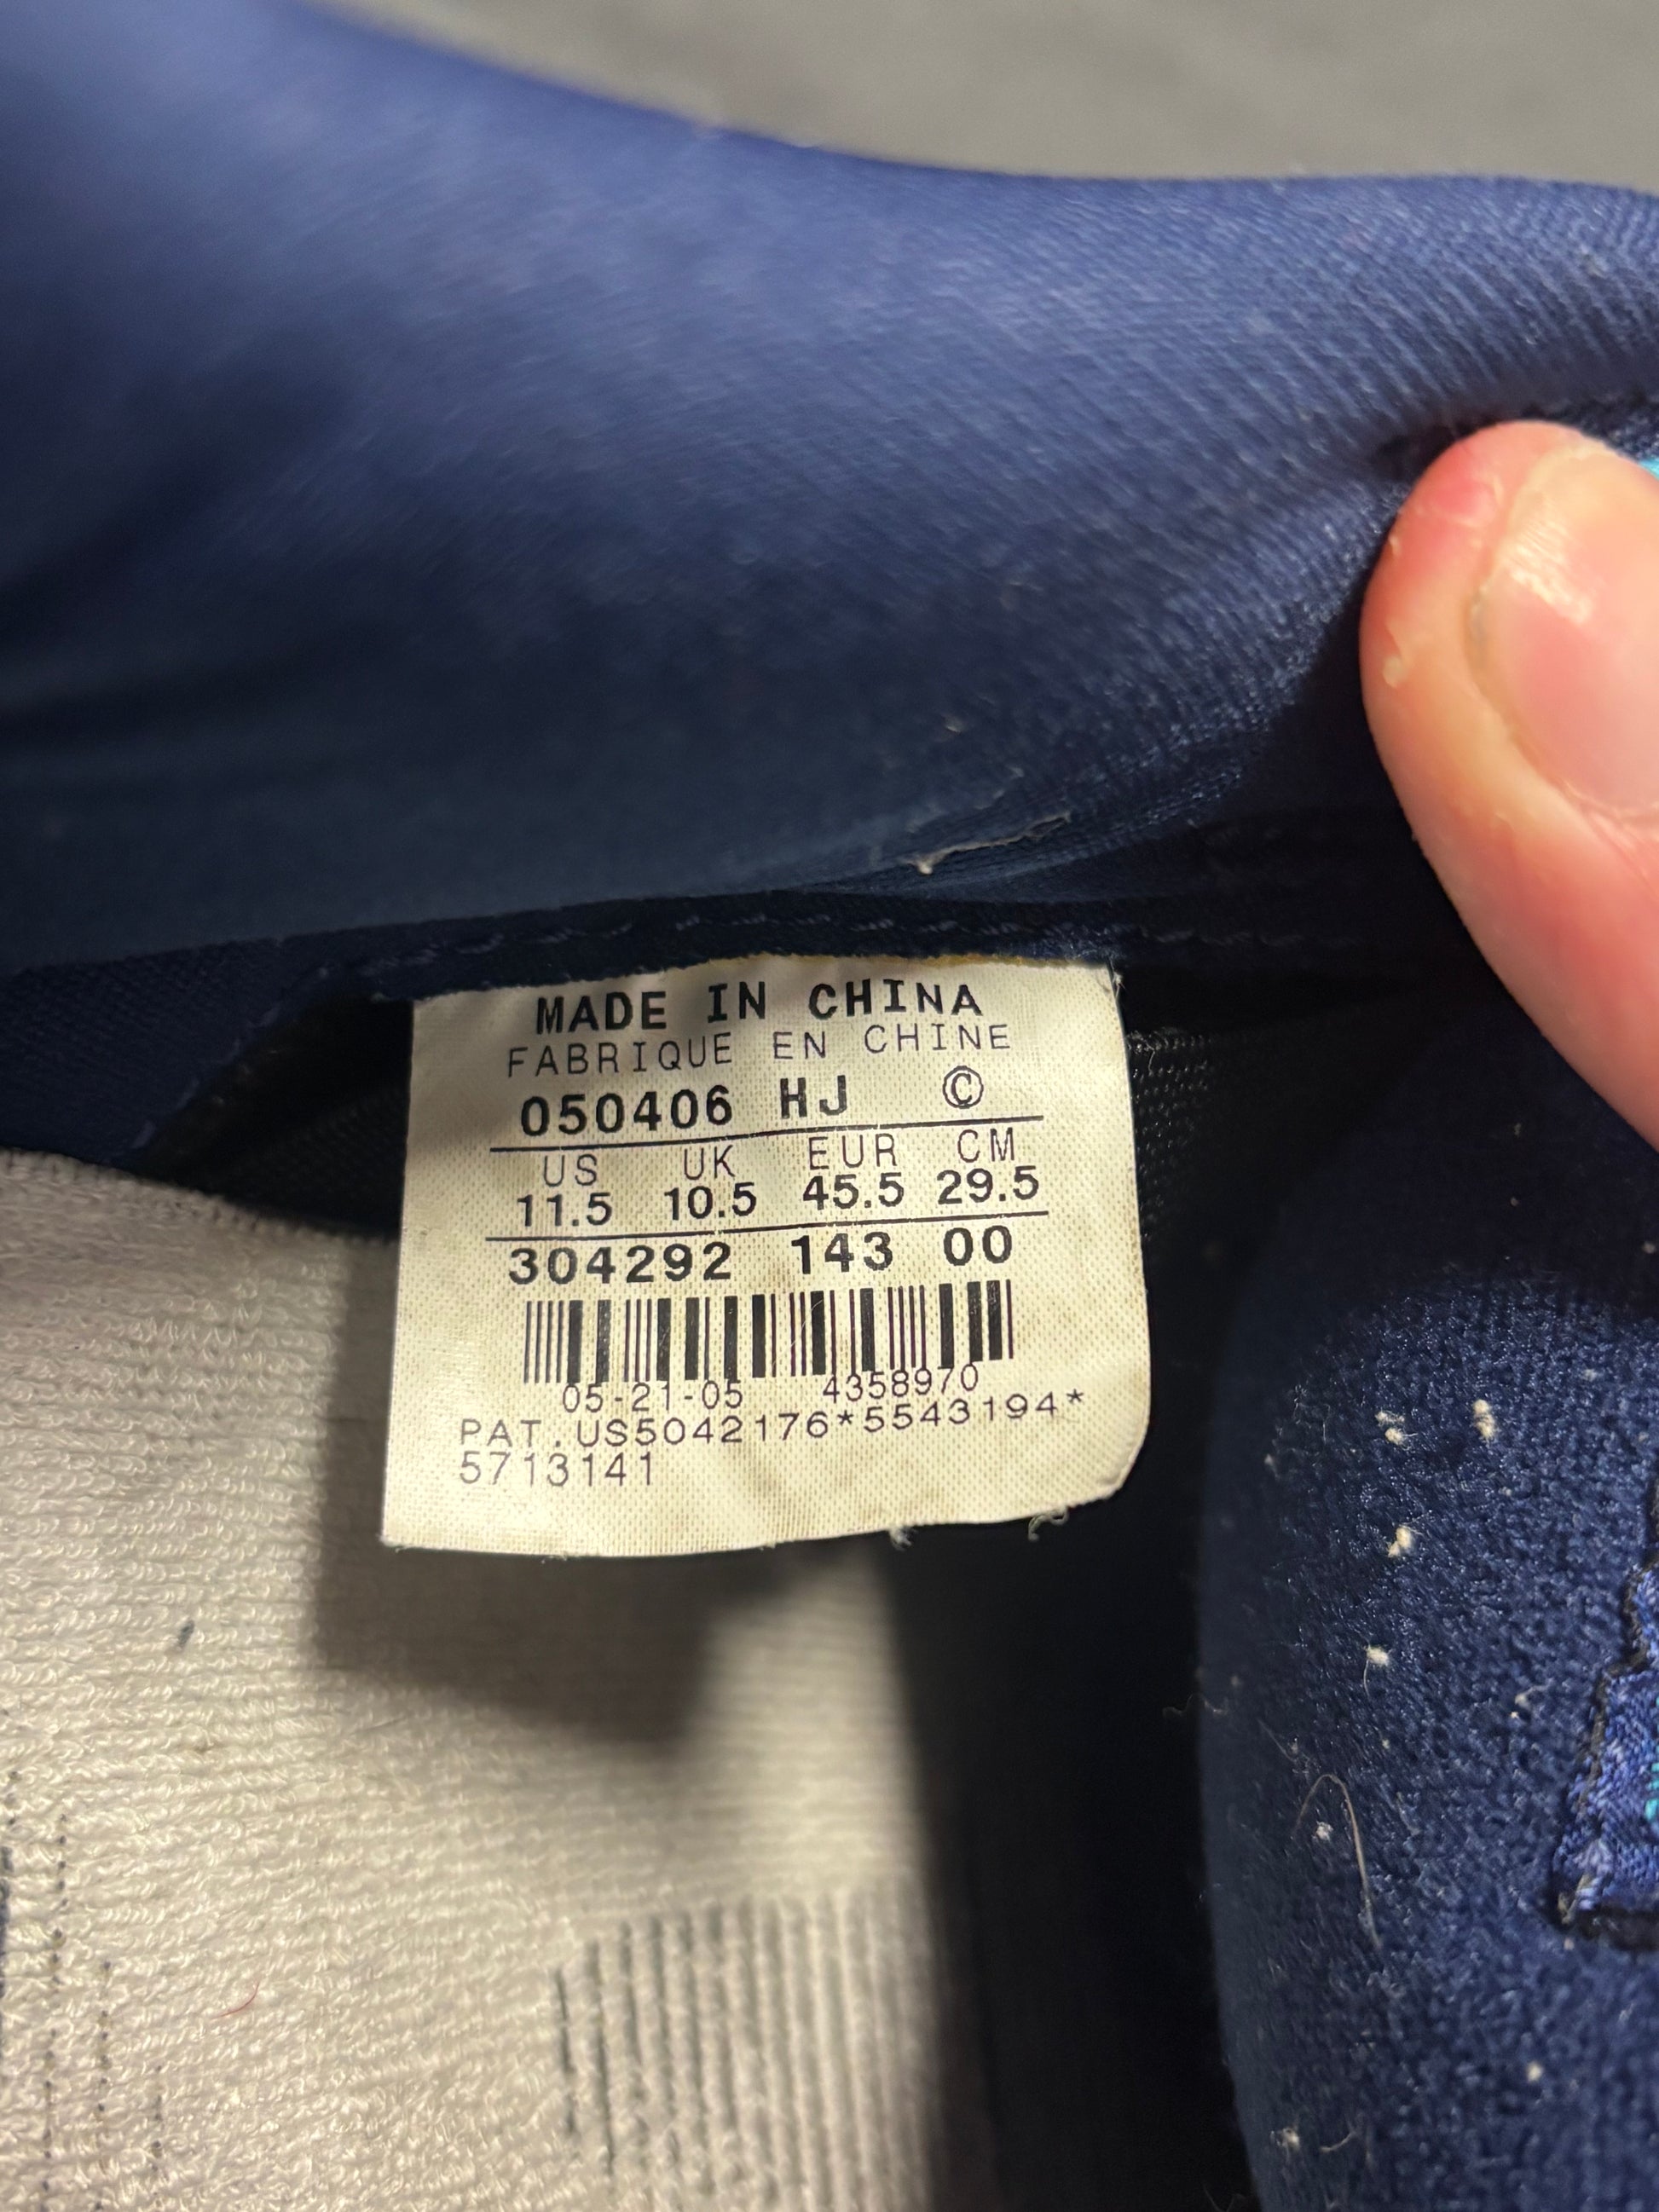 MADE IN CHINA
FABRIQUE EN CHINE
050406 HJ ©
US UK EUR CM
11.5 10.5 45.5 29.5
304292 143 00
05-21-05 4358970
PAT.US5042176*5543194*
5713141